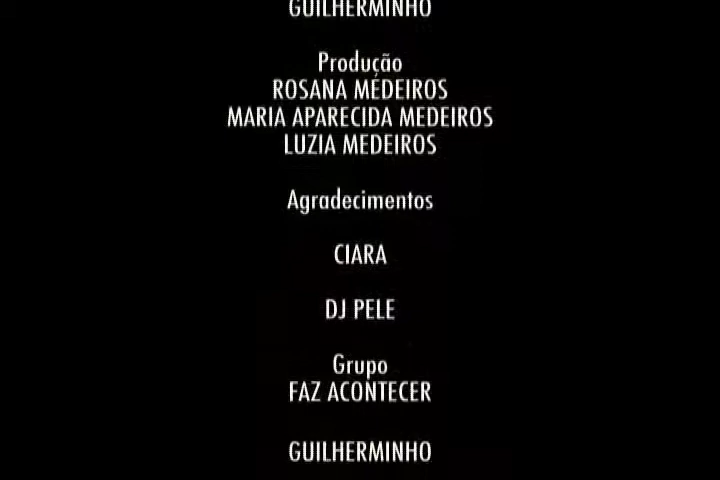 GUILHERMINHO
Produção
ROSANA MEDEIROS
MARIA APARECIDA MEDEIROS
LUZIA MEDEIROS
Agradecimentos
CIARA
DJ PELE
Grupo
FAZ ACONTECER
GUILHERMINHO